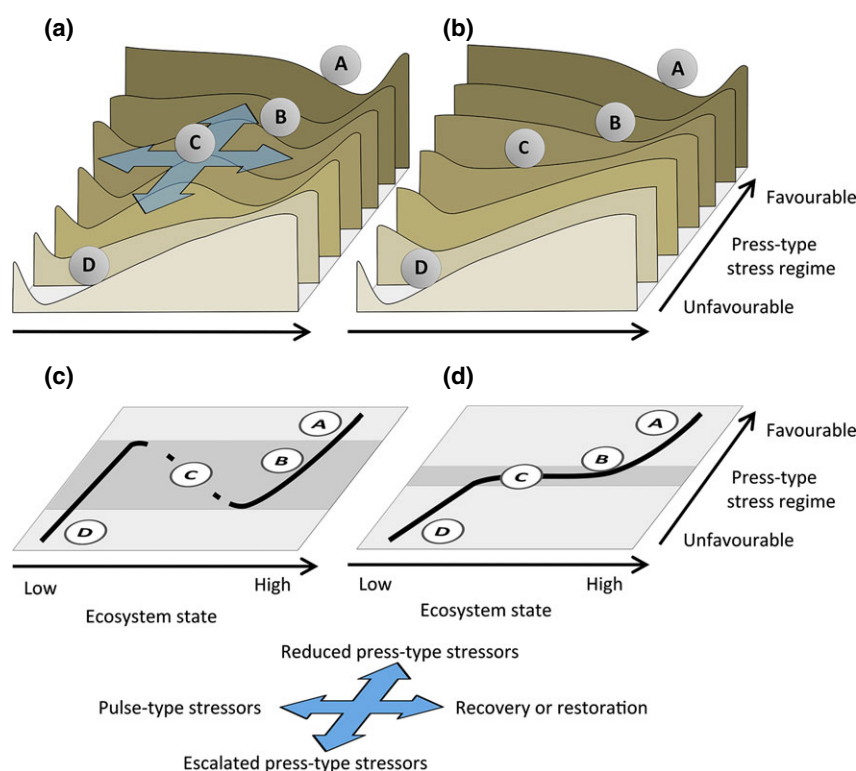 (a)
(b)
A
B
C
D
A
B
C
D
Favourable
Press-type
stress regime
Unfavourable
(c)
(d)
A
B
C
D
A
B
C
D
Favourable
Press-type
stress regime
Unfavourable
Low
High
Ecosystem state
Low
High
Ecosystem state
Reduced press-type stressors
Pulse-type stressors
Recovery or restoration
Escalated press-type stressors